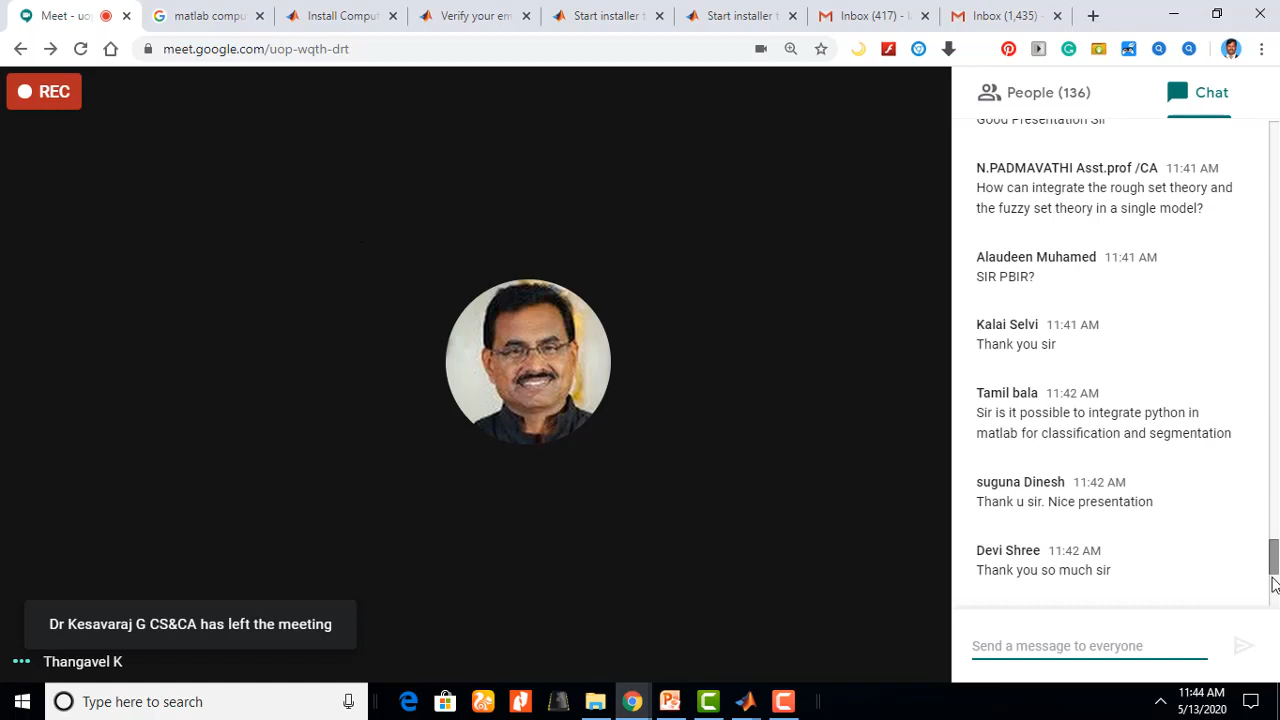 Meet - uop
matlab compu
Install Comput
Verify your em
Start installer t
Start installer t
Inbox (417) - l
Inbox (1,435) -
meet.google.com/uop-wqth-drt
REC
People (136)
Chat
Good Presentation Sir
N.PADMAVATHI Asst.prof /CA 11:41 AM
How can integrate the rough set theory and
the fuzzy set theory in a single model?
Alaudeen Muhamed 11:41 AM
SIR PBIR?
Kalai Selvi 11:41 AM
Thank you sir
Tamil bala 11:42 AM
Sir is it possible to integrate python in
matlab for classification and segmentation
suguna Dinesh 11:42 AM
Thank u sir. Nice presentation
Devi Shree 11:42 AM
Thank you so much sir
Dr Kesavaraj G CS&CA has left the meeting
Send a message to everyone
Thangavel K
Type here to search
11:44 AM
5/13/2020